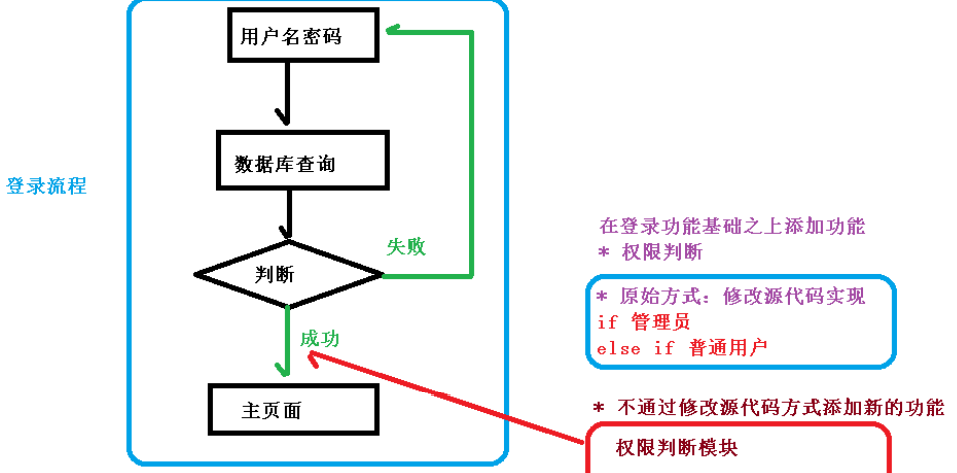 用户名密码
数据库查询
登录流程
失败
判断
成功
主页面
在登录功能基础之上添加功能
* 权限判断
* 原始方式：修改源代码实现
if 管理员
else if 普通用户
* 不通过修改源代码方式添加新的功能
权限判断模块